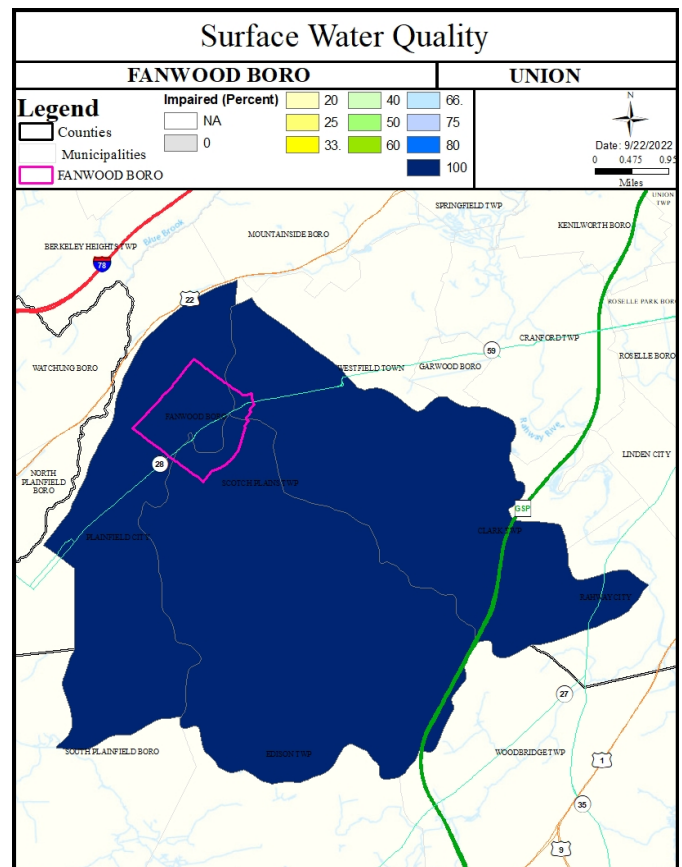 Surface Water Quality
FANWOOD BORO
UNION
Legend
Counties
Municipalities
FANWOOD BORO
Impaired (Percent)
NA
0
20
25
33.
40
50
60
66.
75
80
100
N
Date: 9/22/2022
0 0.475 0.95
Miles
UNION
TWP
SPRINGFIELD TWP
KENILWORTH BORO
MOUNTAINSIDE BORO
BERKELEY HEIGHTS TWP
Blue Brook
78
22
ROSELLE PARK BORO
CRANFORD TWP
59
ROSELLE BORO
WATCHUNG BORO
WESTFIELD TOWN
GARWOOD BORO
FANWOOD BORO
Rahway River
LINDEN CITY
28
NORTH
PLAINFIELD
BORO
SCOTCH PLAINS TWP
GSP
CLARK TWP
PLAINFIELD CITY
RAHWAY CITY
27
SOUTH PLAINFIELD BORO
EDISON TWP
WOODBRIDGE TWP
1
35
9